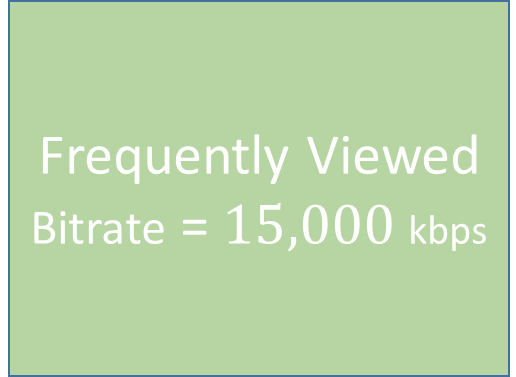 Frequently Viewed
Bitrate = 15,000 kbps